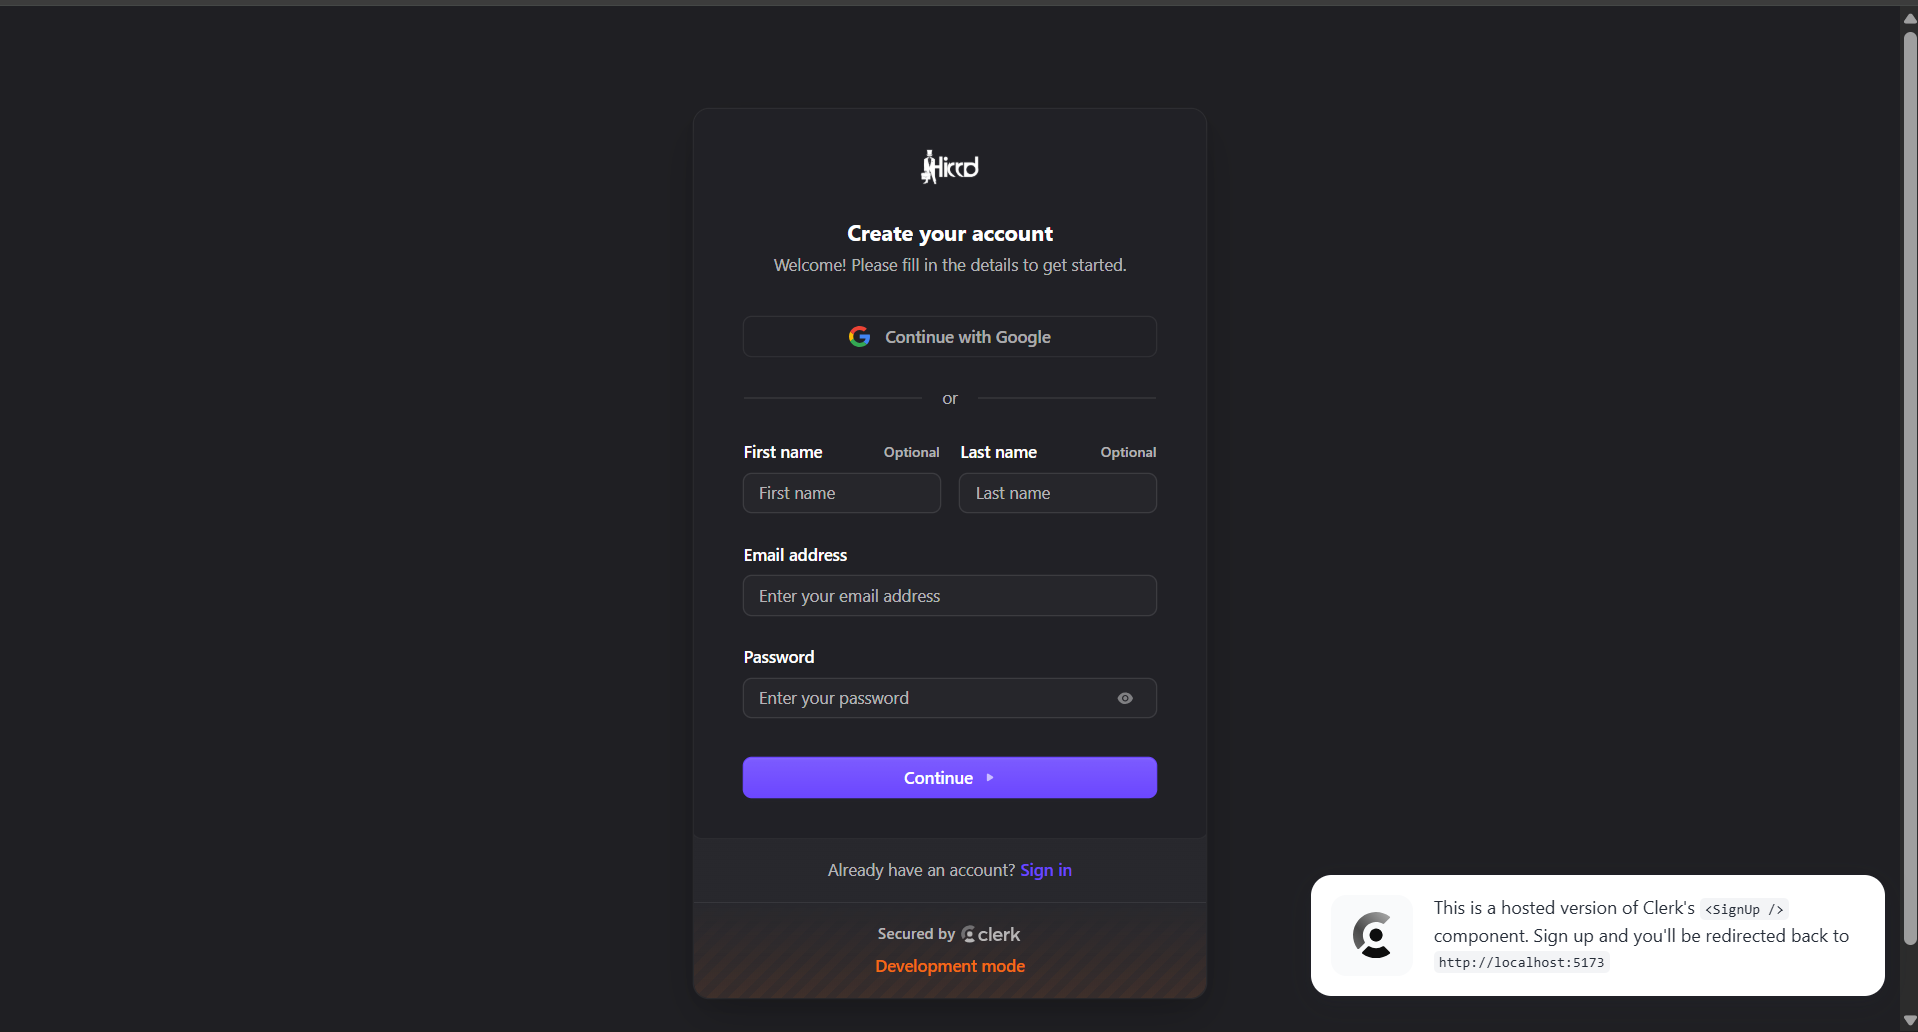 Hirrd
Create your account
Welcome! Please fill in the details to get started.
Continue with Google
or
First name Optional Last name Optional
First name Last name
Email address
Enter your email address
Password
Enter your password
Continue
Already have an account? Sign in
Secured by clerk
Development mode
This is a hosted version of Clerk's <SignUp />
component. Sign up and you'll be redirected back to
http://localhost:5173